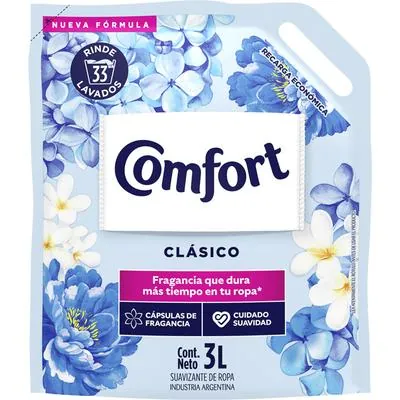 NUEVA FÓRMULA
RINDE
33
LAVADOS
RECARGA ECONÓMICA
Comfort
CLÁSICO
Fragancia que dura
más tiempo en tu ropa*
CÁPSULAS DE
FRAGANCIA
CUIDADO
SUAVIDAD
Cont.
Neto 3L
SUAVIZANTE DE ROPA
INDUSTRIA ARGENTINA